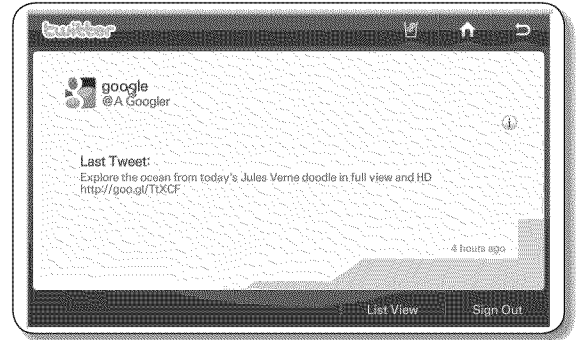 twitter
google
@A Googler
Last Tweet:
Explore the ocean from today's Jules Verne doodle in full view and HD
http://goo.gl/TtXCF
4 hours ago
List View
Sign Out